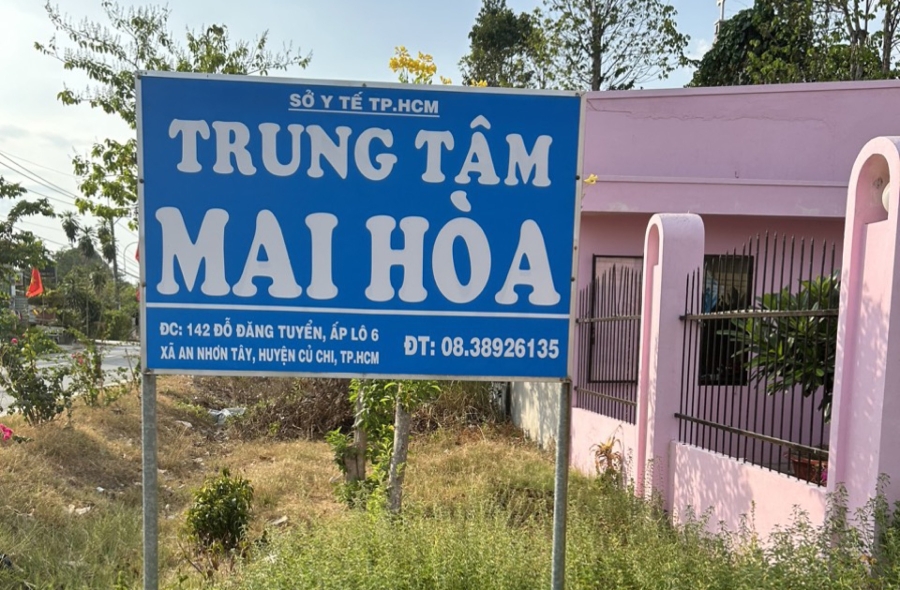 SỞ Y TẾ TP.HCM
TRUNG TÂM
MAI HÒA
ĐC: 142 ĐỖ ĐĂNG TUYỂN, ẤP LÔ 6
XÃ AN NHƠN TÂY, HUYỆN CỦ CHI, TP.HCM
ĐT: 08.38926135